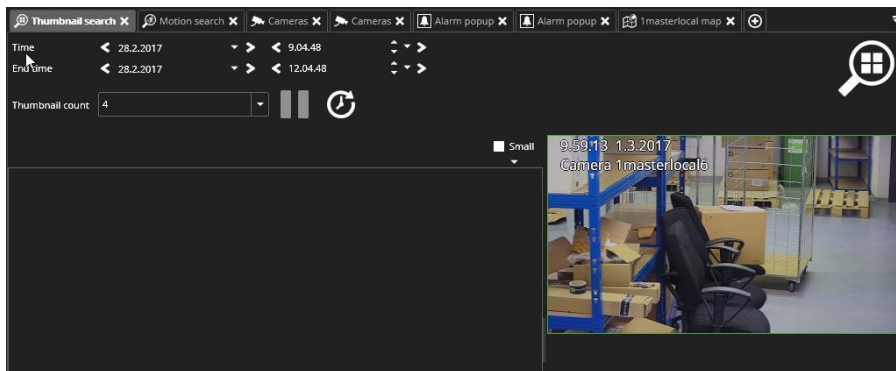 Thumbnail search Motion search Cameras Cameras Alarm popup Alarm popup 1masterlocal map
Time 28.2.2017 9.04.48
End time 28.2.2017 12.04.48
Thumbnail count 4
Small
9.59.13 1.3.2017
Camera 1masterlocal6